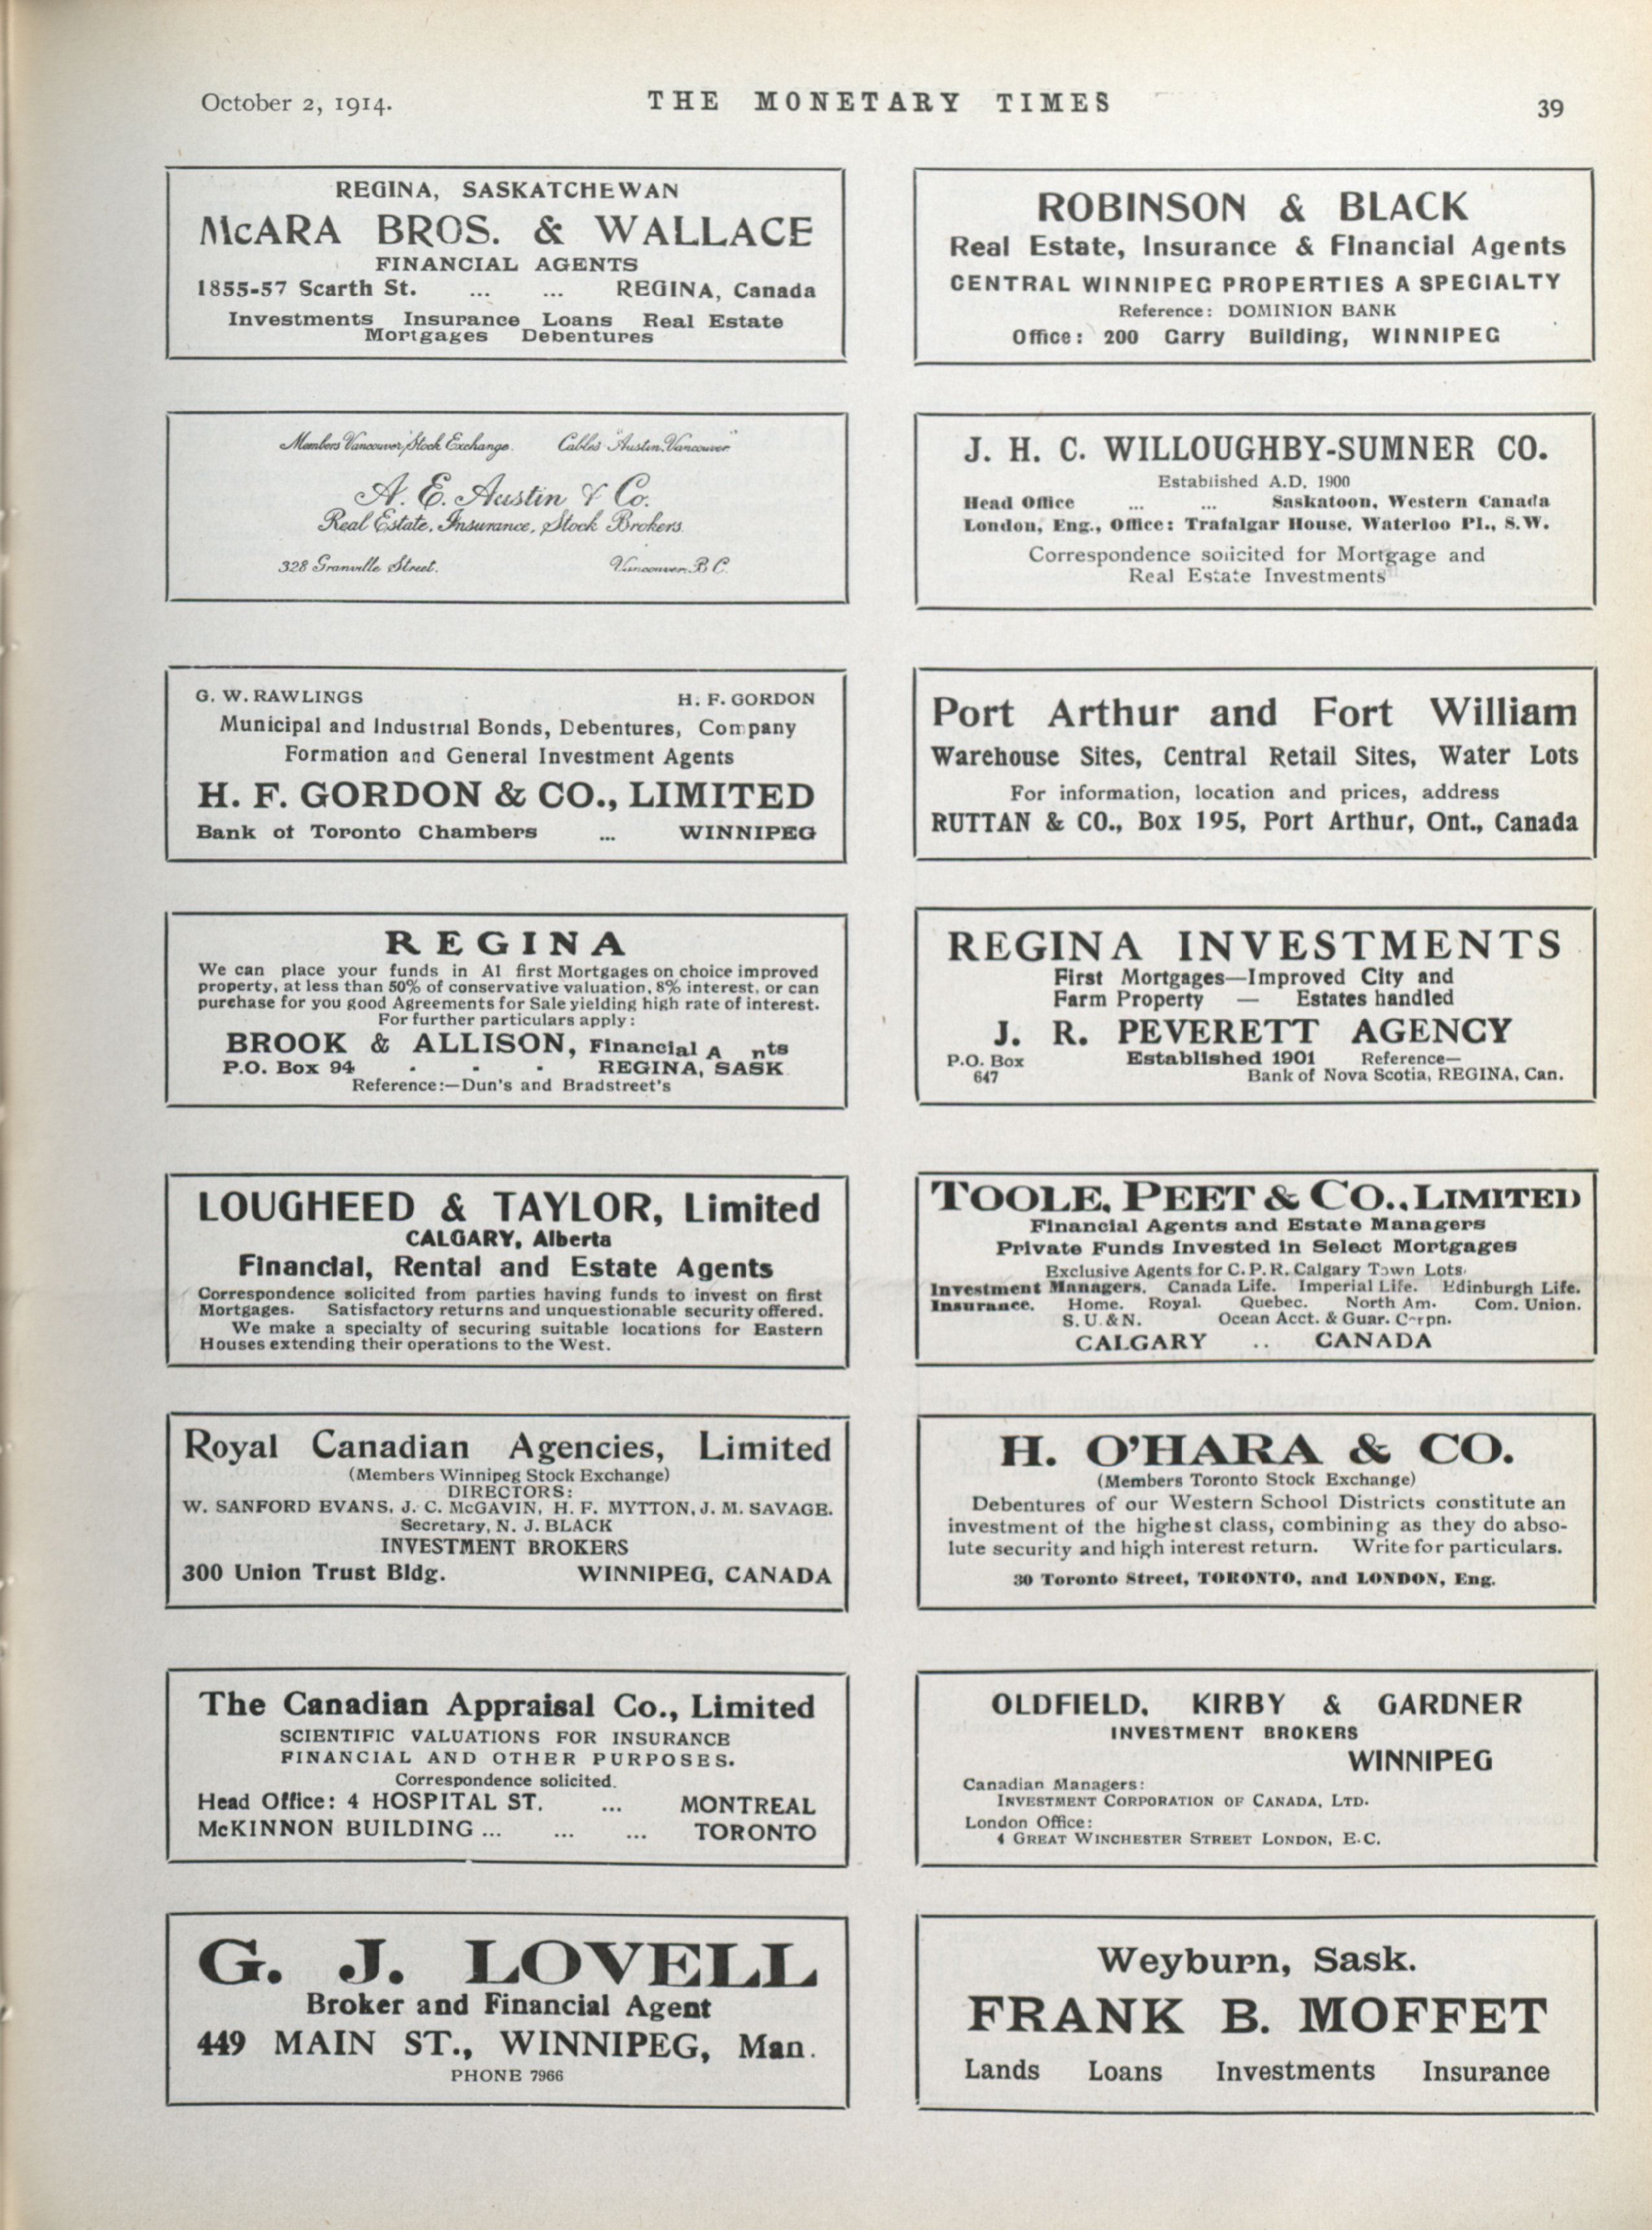 October 2, 1914.
THE MONETARY TIMES
39
REGINA, SASKATCHEWAN
McARA BROS. & WALLACE
FINANCIAL AGENTS
1855-57 Scarth St. ... ... REGINA, Canada
Investments Insurance Loans Real Estate
Mortgages Debentures
ROBINSON & BLACK
Real Estate, Insurance & Financial Agents
CENTRAL WINNIPEG PROPERTIES A SPECIALTY
Reference: DOMINION BANK
Office: 200 Garry Building, WINNIPEG
Members Vancouver Stock Exchange. Cables "Austin, Vancouver"
A. E. Austin & Co.
Real Estate, Insurance, Stock Brokers.
328 Granville Street. Vancouver, B.C.
J. H. C. WILLOUGHBY-SUMNER CO.
Established A.D. 1900
Head Office ... ... Saskatoon, Western Canada
London, Eng., Office: Trafalgar House, Waterloo Pl., S.W.
Correspondence solicited for Mortgage and
Real Estate Investments
G. W. RAWLINGS H. F. GORDON
Municipal and Industrial Bonds, Debentures, Company
Formation and General Investment Agents
H. F. GORDON & CO., LIMITED
Bank of Toronto Chambers ... WINNIPEG
Port Arthur and Fort William
Warehouse Sites, Central Retail Sites, Water Lots
For information, location and prices, address
RUTTAN & CO., Box 195, Port Arthur, Ont., Canada
REGINA
We can place your funds in A1 first Mortgages on choice improved
property, at less than 50% of conservative valuation, 8% interest, or can
purchase for you good Agreements for Sale yielding high rate of interest.
For further particulars apply:
BROOK & ALLISON, Financial A nts
P.O. Box 94 - - - REGINA, SASK
Reference:—Dun's and Bradstreet's
REGINA INVESTMENTS
First Mortgages—Improved City and
Farm Property — Estates handled
J. R. PEVERETT AGENCY
P.O. Box 647 Established 1901 Reference—
Bank of Nova Scotia, REGINA, Can.
LOUGHEED & TAYLOR, Limited
CALGARY, Alberta
Financial, Rental and Estate Agents
Correspondence solicited from parties having funds to invest on first
Mortgages. Satisfactory returns and unquestionable security offered.
We make a specialty of securing suitable locations for Eastern
Houses extending their operations to the West.
TOOLE, PEET & CO., LIMITED
Financial Agents and Estate Managers
Private Funds Invested in Select Mortgages
Exclusive Agents for C. P. R. Calgary Town Lots.
Investment Managers. Canada Life. Imperial Life. Edinburgh Life.
Insurance. Home. Royal. Quebec. North Am. Com. Union.
S. U. & N. Ocean Acct. & Guar. Corpn.
CALGARY .. CANADA
Royal Canadian Agencies, Limited
(Members Winnipeg Stock Exchange)
DIRECTORS:
W. SANFORD EVANS, J. C. McGAVIN, H. F. MYTTON, J. M. SAVAGE.
Secretary, N. J. BLACK
INVESTMENT BROKERS
300 Union Trust Bldg. WINNIPEG, CANADA
H. O'HARA & CO.
(Members Toronto Stock Exchange)
Debentures of our Western School Districts constitute an
investment of the highest class, combining as they do abso-
lute security and high interest return. Write for particulars.
30 Toronto Street, TORONTO, and LONDON, Eng.
The Canadian Appraisal Co., Limited
SCIENTIFIC VALUATIONS FOR INSURANCE
FINANCIAL AND OTHER PURPOSES.
Correspondence solicited.
Head Office: 4 HOSPITAL ST. ... MONTREAL
McKINNON BUILDING ... ... ... TORONTO
OLDFIELD, KIRBY & GARDNER
INVESTMENT BROKERS
WINNIPEG
Canadian Managers:
INVESTMENT CORPORATION OF CANADA, LTD.
London Office:
4 GREAT WINCHESTER STREET LONDON, E.C.
G. J. LOVELL
Broker and Financial Agent
449 MAIN ST., WINNIPEG, Man.
PHONE 7966
Weyburn, Sask.
FRANK B. MOFFET
Lands Loans Investments Insurance